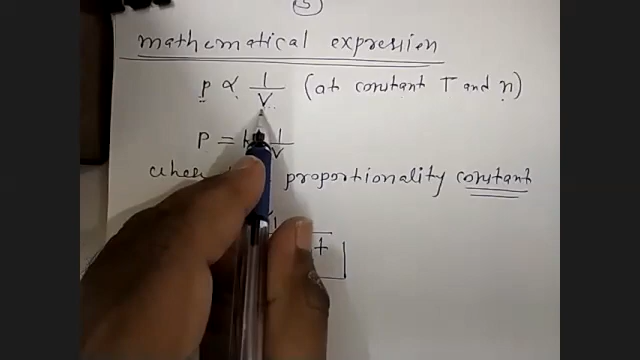 5
mathematical expression
p ∝ 1/V (at constant T and n)
P = 1/V
proportionality constant